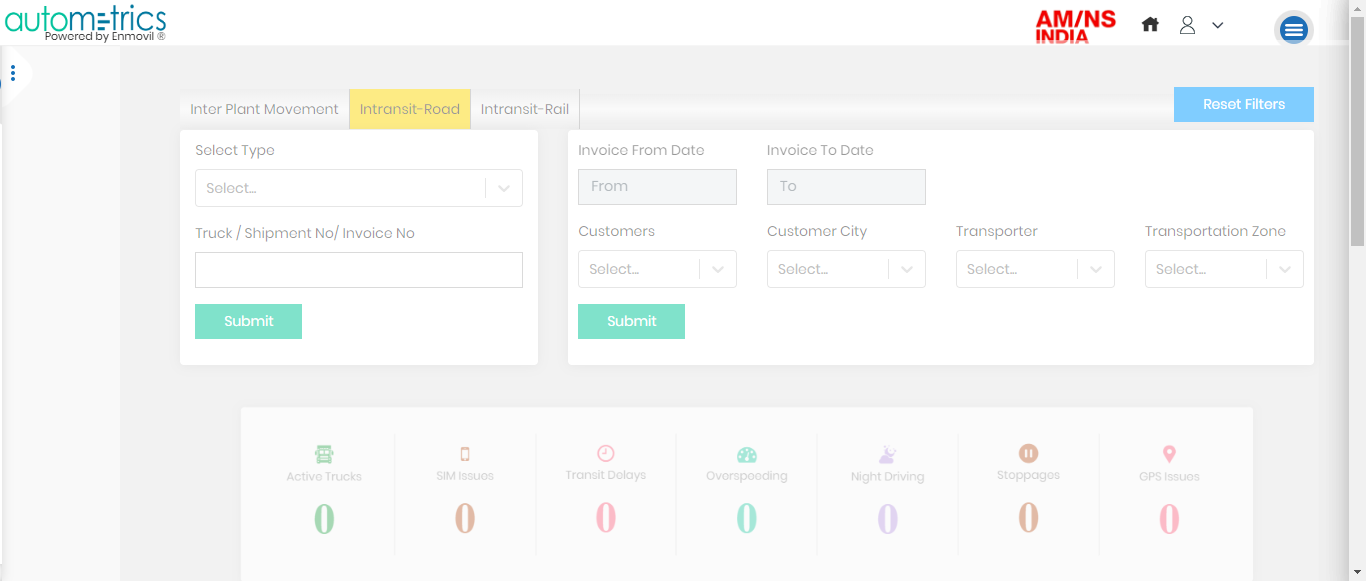 autometrics
Powered by Enmovil ®
AM/NS
INDIA
Inter Plant Movement
Intransit-Road
Intransit-Rail
Reset Filters
Select Type
Select...
Truck / Shipment No/ Invoice No
Submit
Invoice From Date
Invoice To Date
From
To
Customers
Customer City
Transporter
Transportation Zone
Select...
Select...
Select...
Select...
Submit
Active Trucks
SIM Issues
Transit Delays
Overspeeding
Night Driving
Stoppages
GPS Issues
0
0
0
0
0
0
0